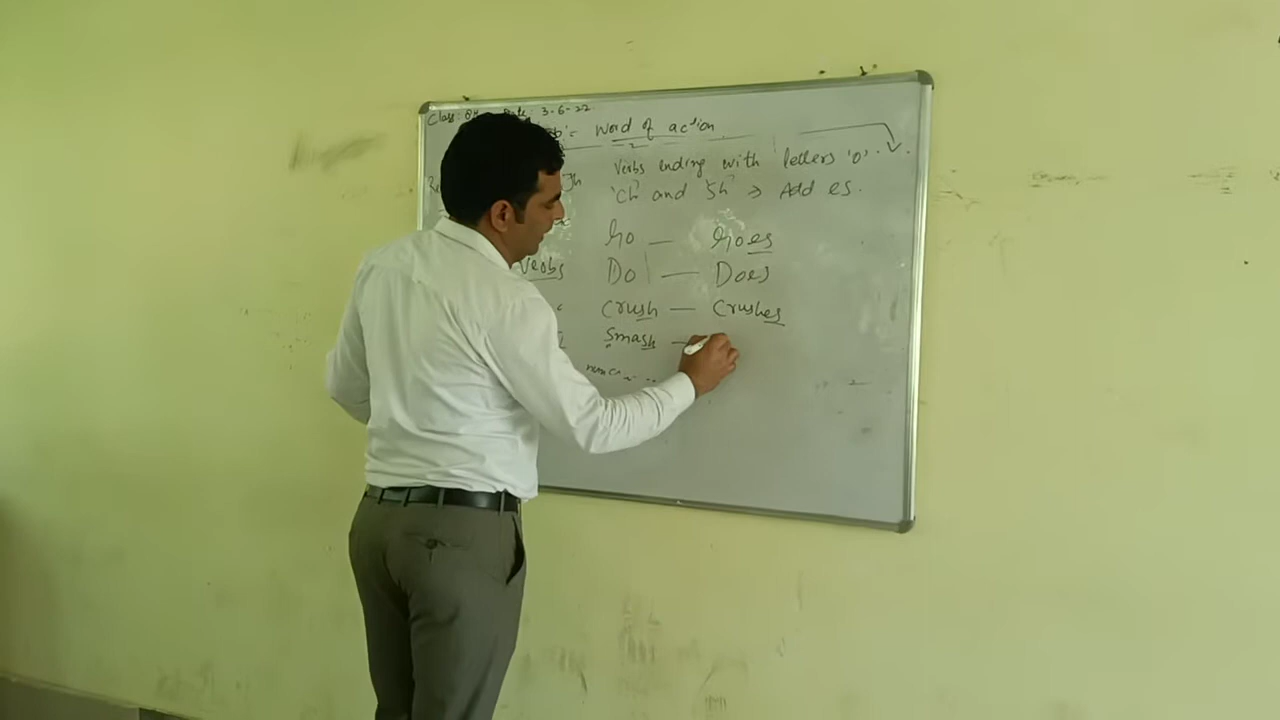 Class: 8th Date: 3-6-22.
= Word of action
Verbs ending with letters 'O'.
'Ch' and 'Sh' → Add es.
Go — Goes
Verbs Do — Does
Crush — Crushes
Smash —